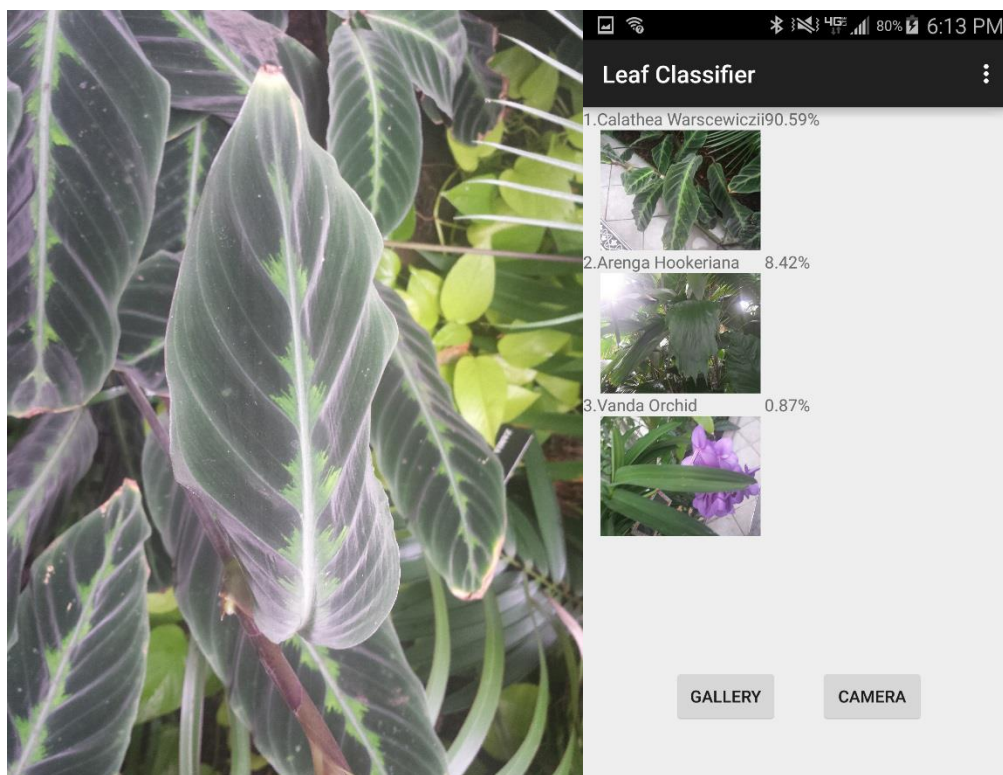 4G 80% 6:13 PM
Leaf Classifier
1.Calathea Warscewiczii90.59%
2.Arenga Hookeriana 8.42%
3.Vanda Orchid 0.87%
GALLERY CAMERA